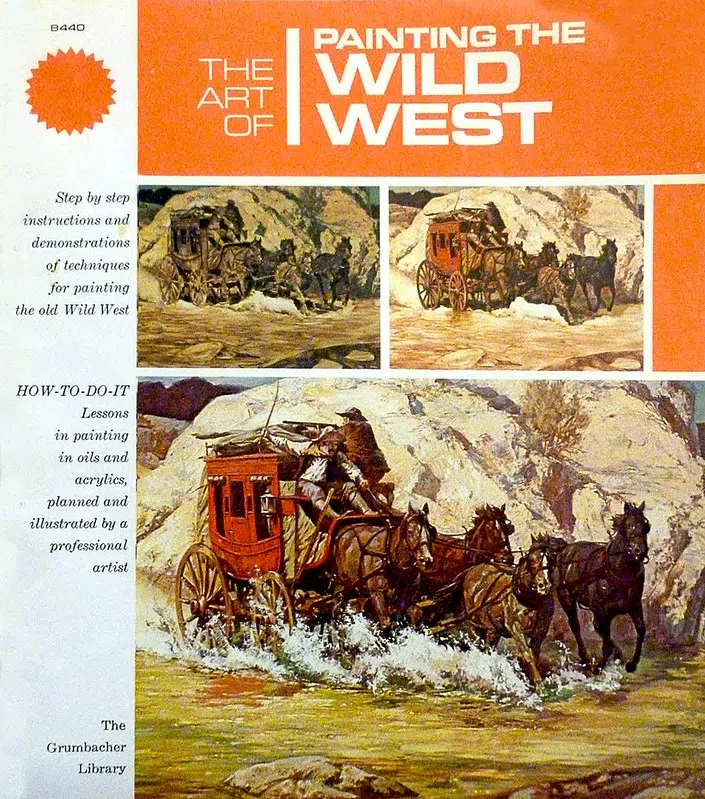 B440
THE
ART
OF
PAINTING THE
WILD
WEST
Step by step
instructions and
demonstrations
of techniques
for painting
the old Wild West
HOW-TO-DO-IT
Lessons
in painting
in oils and
acrylics,
planned and
illustrated by a
professional
artist
The
Grumbacher
Library